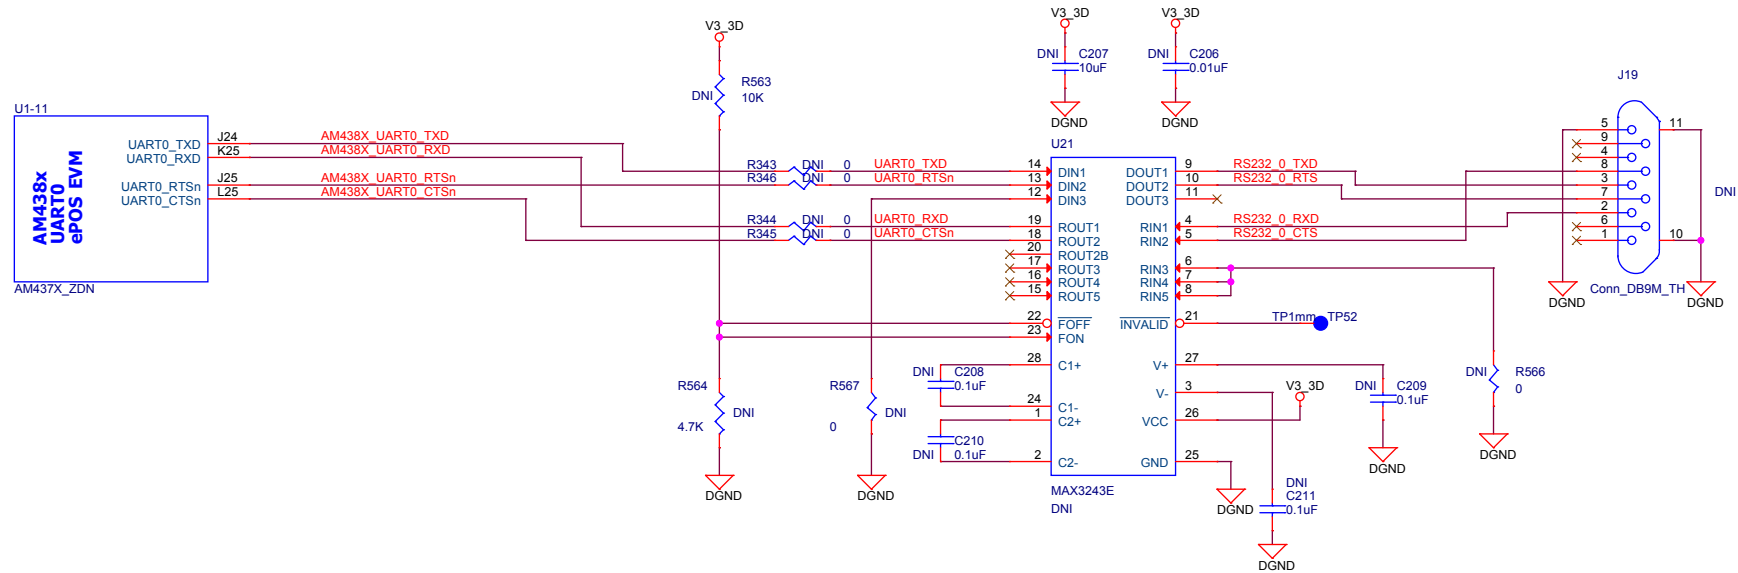 V3_3D
V3_3D
V3_3D
DNI
C207
10uF
DNI
C206
0.01uF
DGND
DGND
R563
10K
DNI
U1-11
AM438x
UART0
ePOS EVM
UART0_TXD
UART0_RXD
UART0_RTSn
UART0_CTSn
AM437X_ZDN
J24
K25
J25
L25
AM438X_UART0_TXD
AM438X_UART0_RXD
AM438X_UART0_RTSn
AM438X_UART0_CTSn
R343 DNI 0 UART0_TXD
R346 DNI 0 UART0_RTSn
R344 DNI 0 UART0_RXD
R345 DNI 0 UART0_CTSn
U21
14 DIN1
13 DIN2
12 DIN3
19 ROUT1
18 ROUT2
20 ROUT2B
17 ROUT3
16 ROUT4
15 ROUT5
22 FOFF
23 FON
28 C1+
24 C1-
1 C2+
2 C2-
DOUT1 9 RS232_0_TXD
DOUT2 10 RS232_0_RTS
DOUT3 11
RIN1 4 RS232_0_RXD
RIN2 5 RS232_0_CTS
RIN3 6
RIN4 7
RIN5 8
INVALID 21 TP1mm TP52
V+ 27
V- 3
VCC 26
GND 25
MAX3243E
DNI
DNI C208
0.1uF
C210
DNI 0.1uF
R564
DNI
4.7K
DGND
R567
DNI
0
DGND
V3_3D
DNI C209
0.1uF
DGND
DNI R566
0
DGND
DGND
DNI
C211
0.1uF
DGND
J19
5
9
4
8
3
7
2
6
1
11
10
DNI
Conn_DB9M_TH
DGND
DGND